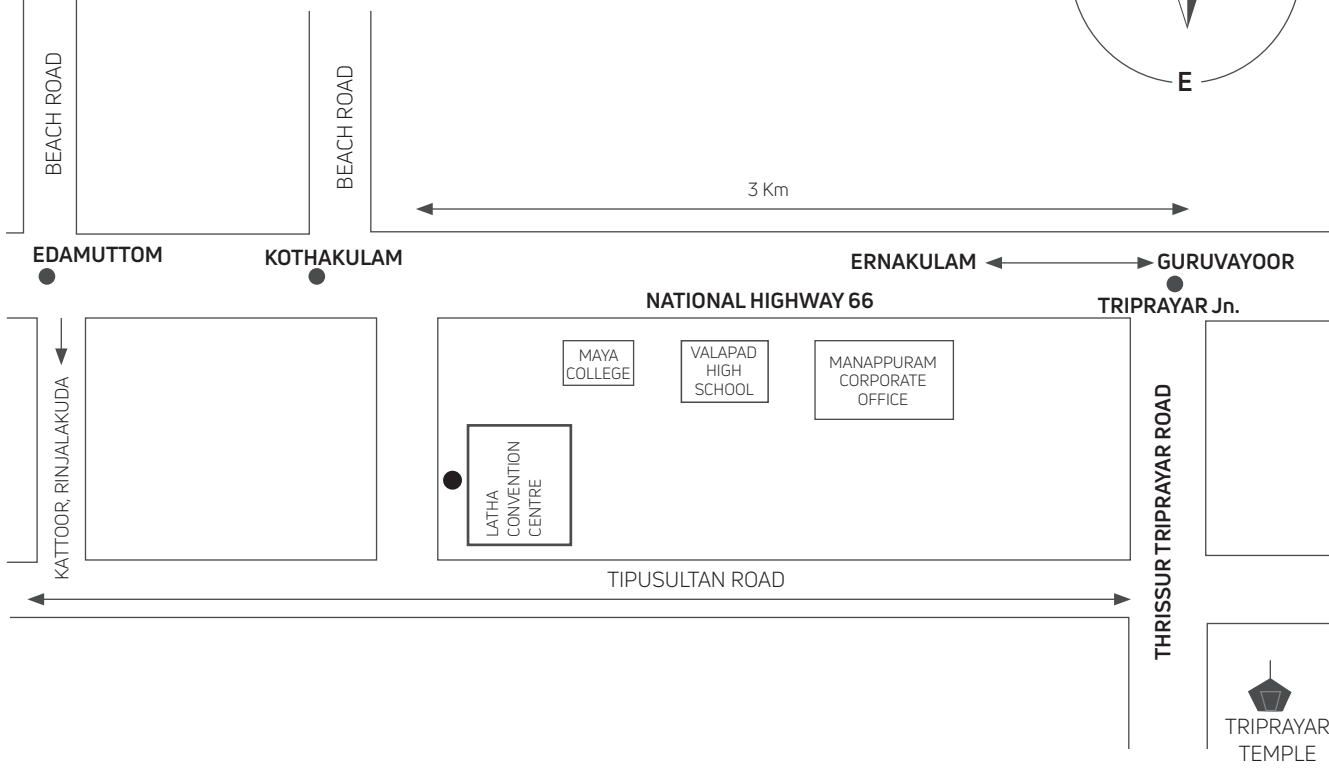 E
BEACH ROAD
BEACH ROAD
3 Km
EDAMUTTOM
KOTHAKULAM
ERNAKULAM
GURUVAYOOR
NATIONAL HIGHWAY 66
TRIPRAYAR Jn.
MAYA
COLLEGE
VALAPAD
HIGH
SCHOOL
MANAPPURAM
CORPORATE
OFFICE
KATTOOR, RINJALAKUDA
LATHA
CONVENTION
CENTRE
THRISSUR TRIPRAYAR ROAD
TIPUSULTAN ROAD
TRIPRAYAR
TEMPLE